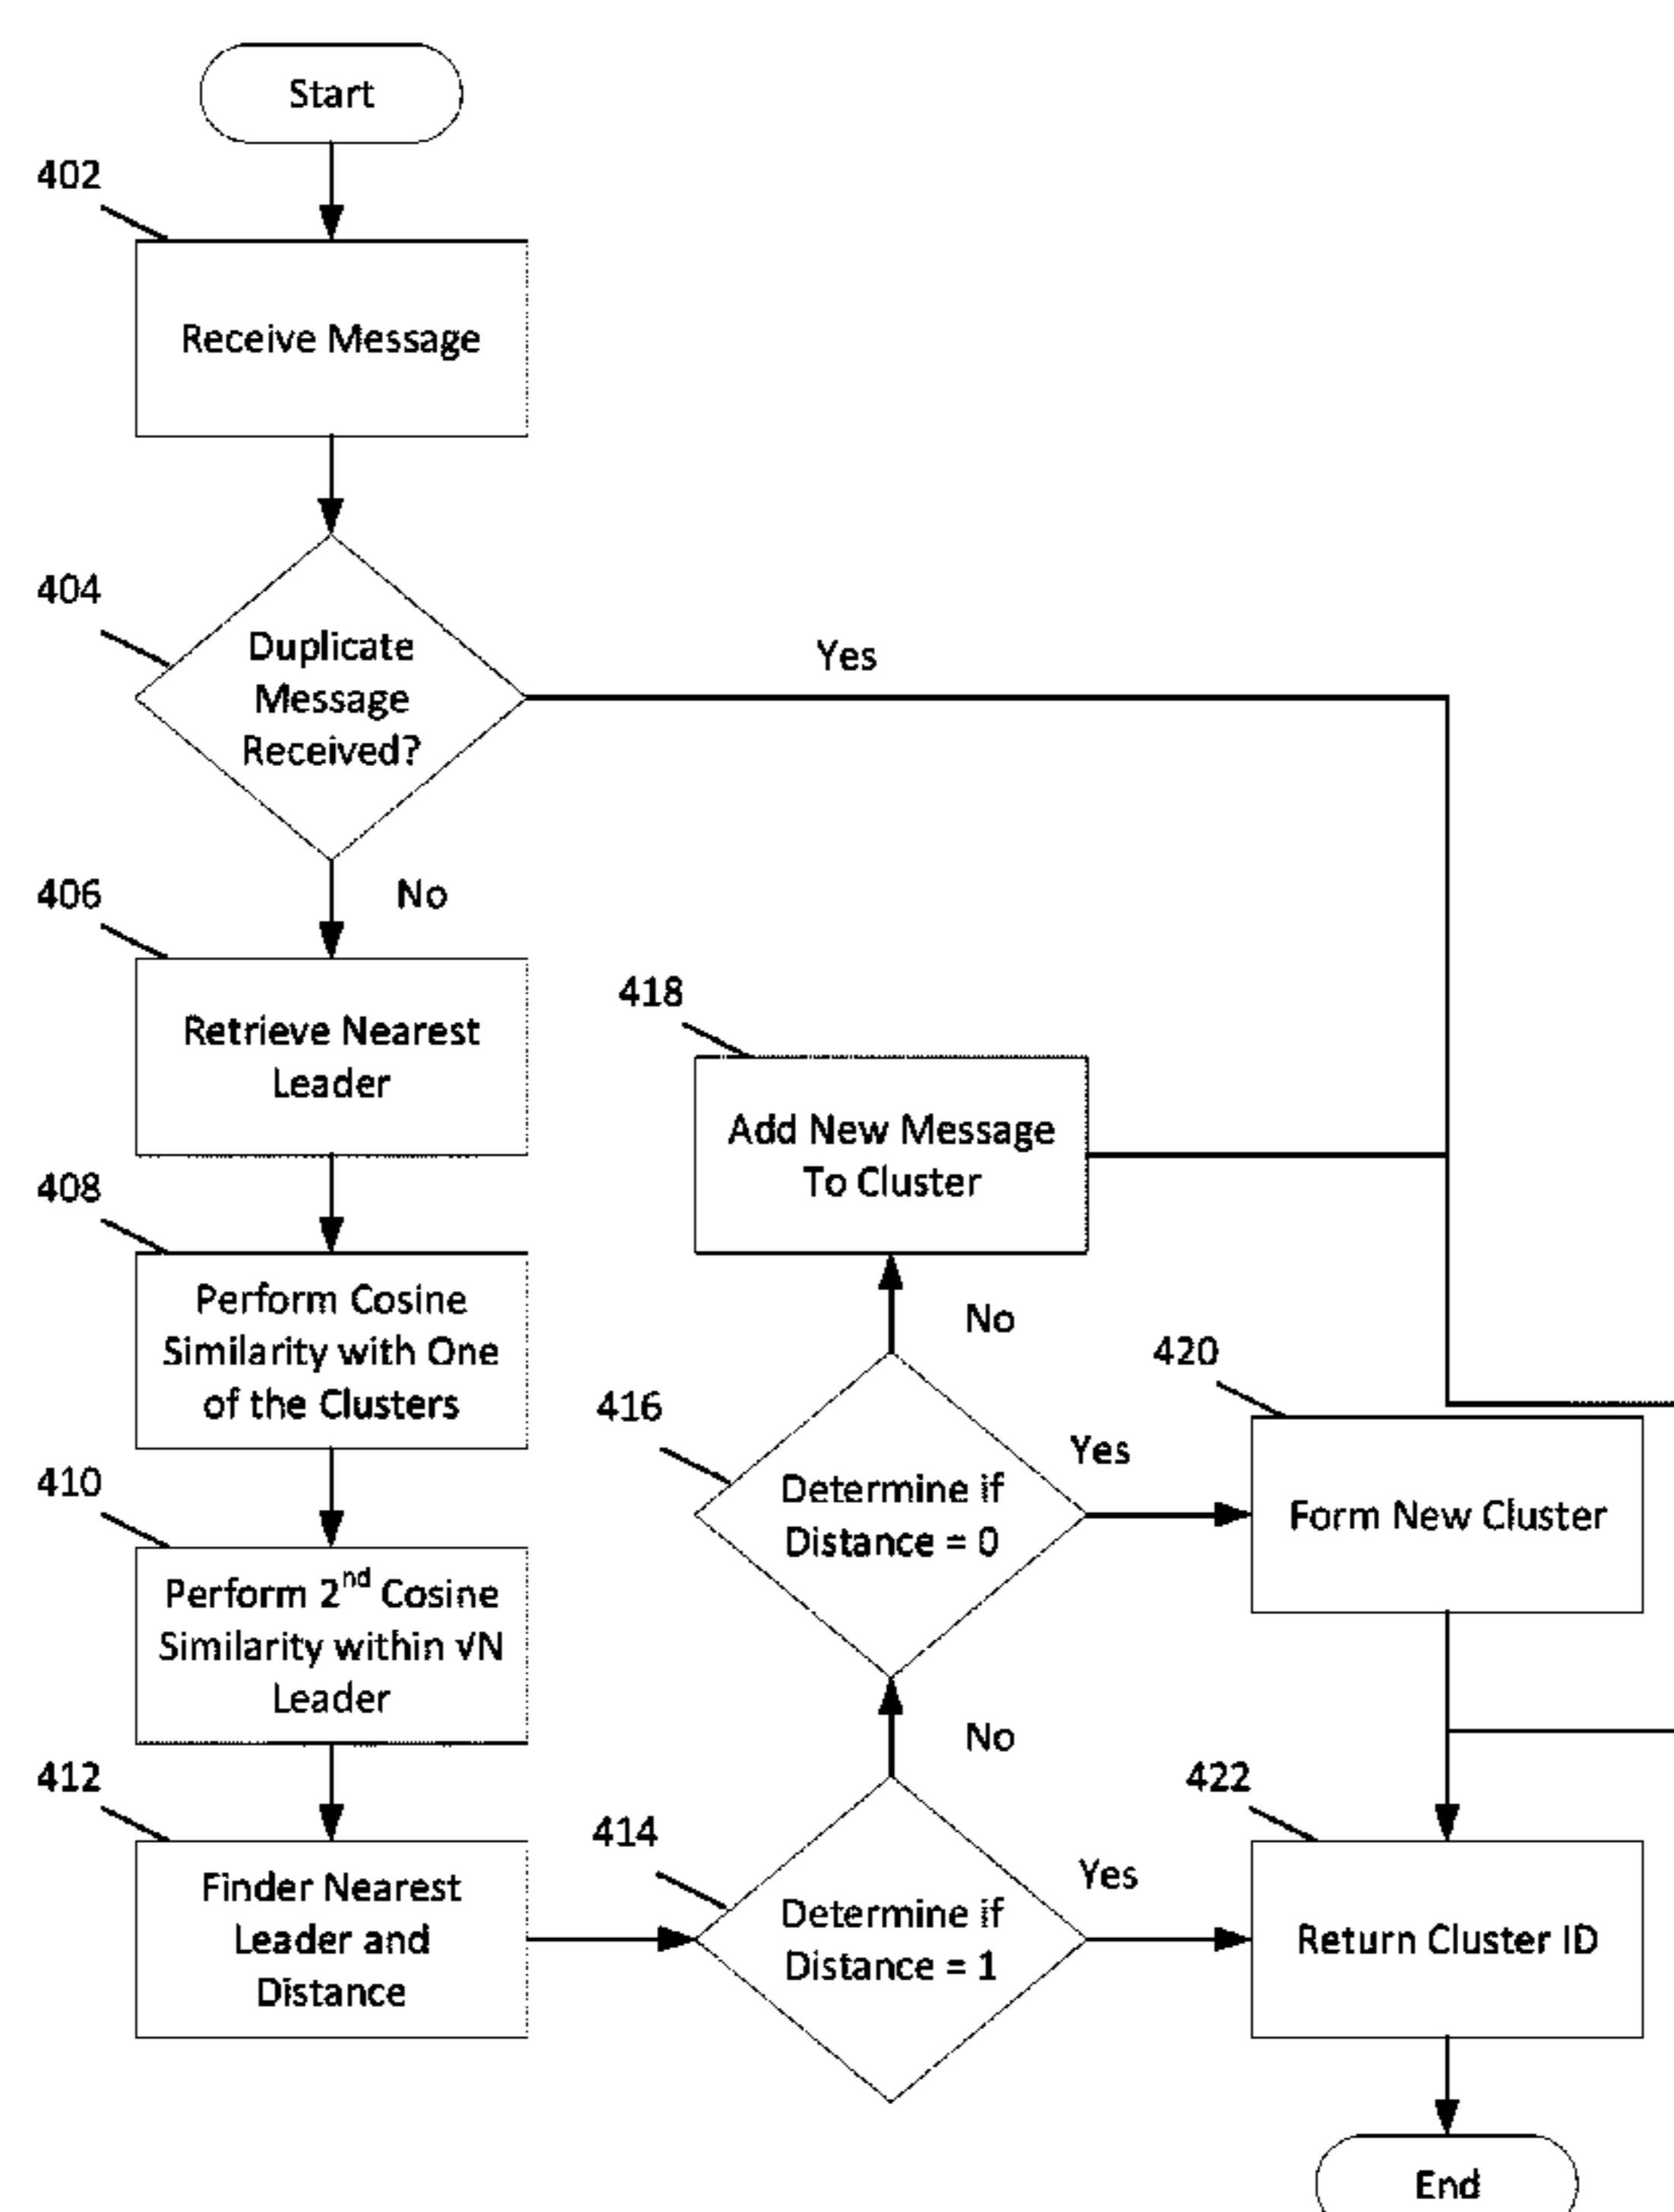 Start
402
Receive Message
404
Duplicate
Message
Received?
Yes
No
406
Retrieve Nearest
Leader
408
Perform Cosine
Similarity with One
of the Clusters
410
Perform 2nd Cosine
Similarity within √N
Leader
412
Finder Nearest
Leader and
Distance
414
Determine if
Distance = 1
Yes
No
416
Determine if
Distance = 0
Yes
No
418
Add New Message
To Cluster
420
Form New Cluster
422
Return Cluster ID
End